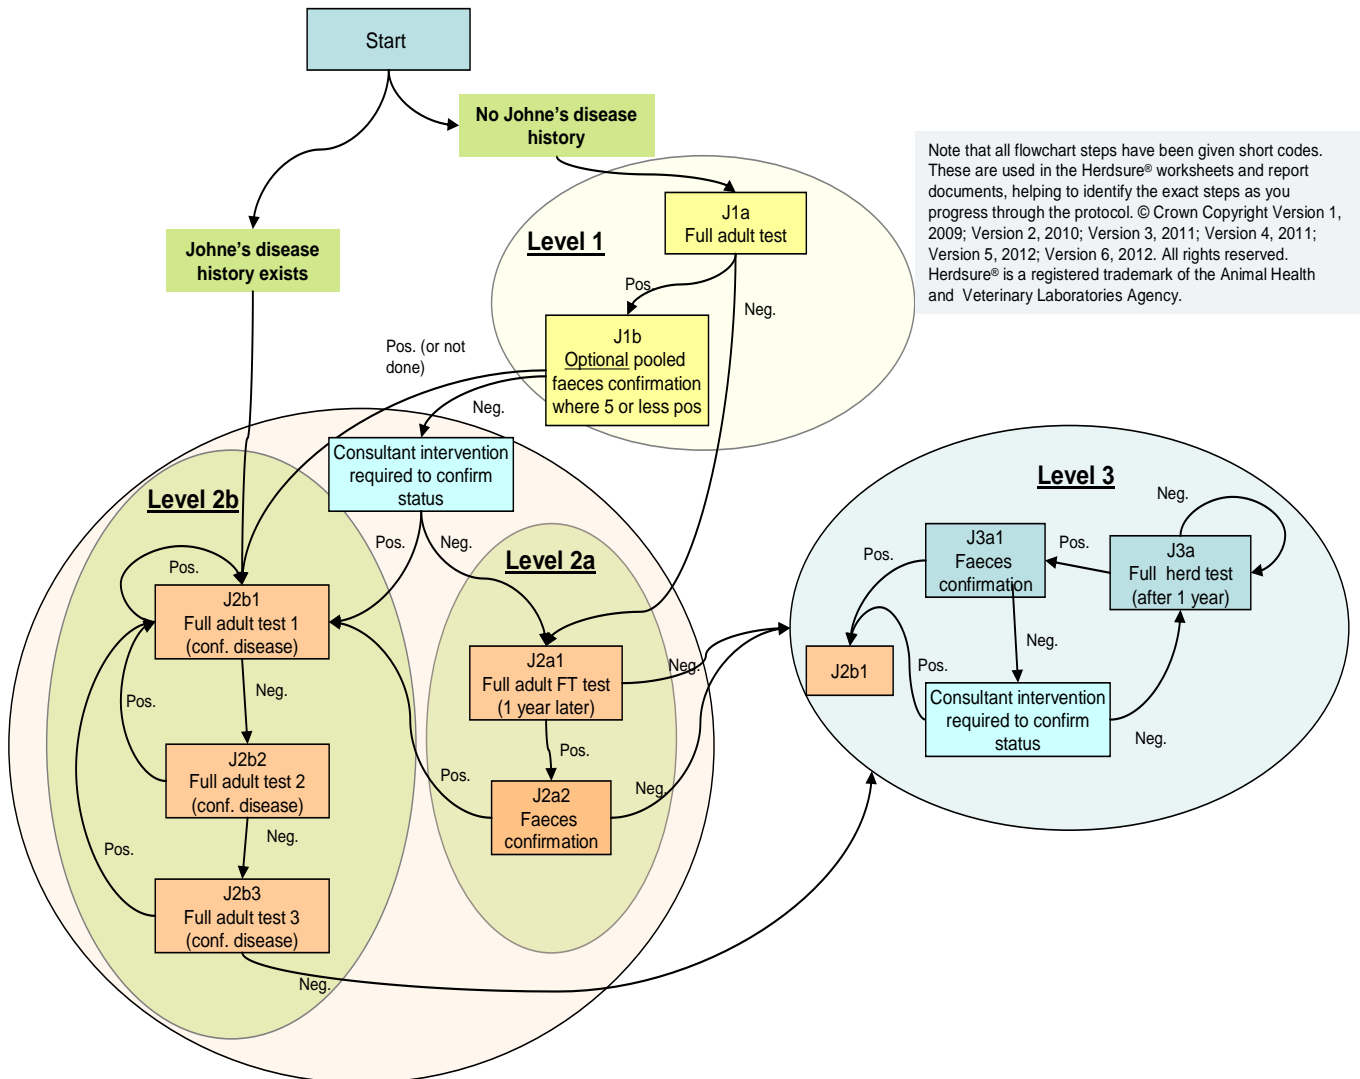 Start
No Johne's disease
history
Note that all flowchart steps have been given short codes.
These are used in the Herdsure® worksheets and report
documents, helping to identify the exact steps as you
progress through the protocol. © Crown Copyright Version 1,
2009; Version 2, 2010; Version 3, 2011; Version 4, 2011;
Version 5, 2012; Version 6, 2012. All rights reserved.
Herdsure® is a registered trademark of the Animal Health
and Veterinary Laboratories Agency.
Johne's disease
history exists
Level 1
J1a
Full adult test
Pos.
Neg.
J1b
Optional pooled
faeces confirmation
where 5 or less pos
Pos. (or not
done)
Neg.
Consultant intervention
required to confirm
status
Pos.
Neg.
Level 2b
Pos.
J2b1
Full adult test 1
(conf. disease)
Neg.
Pos.
J2b2
Full adult test 2
(conf. disease)
Neg.
Pos.
J2b3
Full adult test 3
(conf. disease)
Neg.
Level 2a
J2a1
Full adult FT test
(1 year later)
Neg.
Pos.
Pos.
J2a2
Faeces
confirmation
Neg.
Level 3
Neg.
J3a
Full herd test
(after 1 year)
Pos.
J3a1
Faeces
confirmation
Pos.
Neg.
J2b1
Pos.
Consultant intervention
required to confirm
status
Neg.